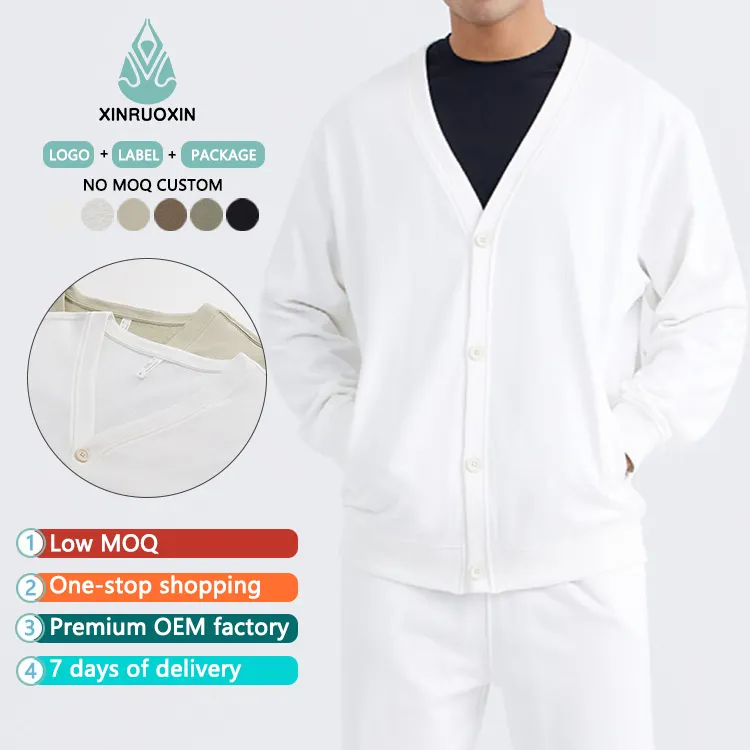 XINRUOXIN
LOGO + LABEL + PACKAGE
NO MOQ CUSTOM
1 Low MOQ
2 One-stop shopping
3 Premium OEM factory
4 7 days of delivery